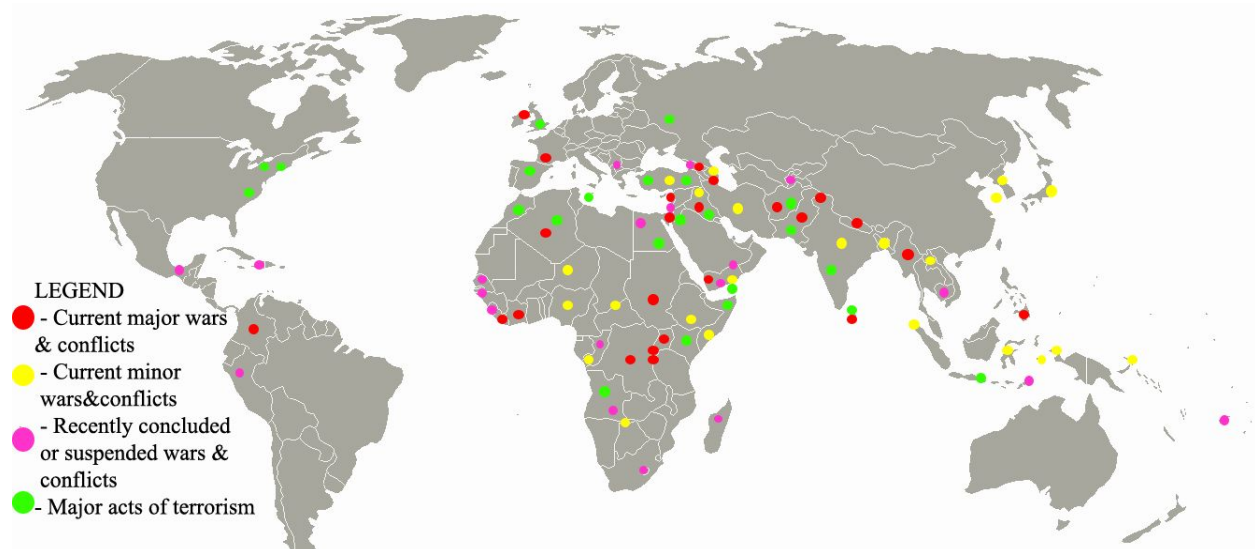 LEGEND
- Current major wars
& conflicts
- Current minor
wars&conflicts
- Recently concluded
or suspended wars &
conflicts
- Major acts of terrorism